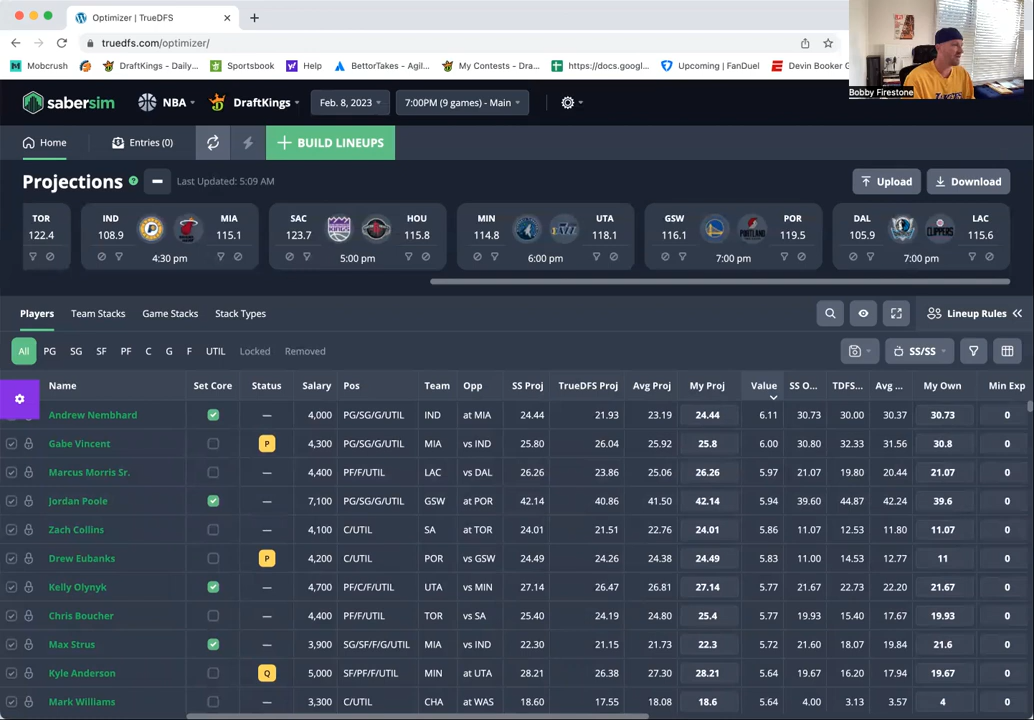 Optimizer | TrueDFS
truedfs.com/optimizer/
Mobcrush DraftKings - Daily... Sportsbook Help BettorTakes - Agil... My Contests - Dra... https://docs.googl... Upcoming | FanDuel Devin Booker G
Bobby Firestone
sabersim NBA DraftKings Feb. 8, 2023 7:00PM (9 games) - Main
Home Entries (0) BUILD LINEUPS
Projections Last Updated: 5:09 AM Upload Download
TOR IND MIA SAC HOU MIN UTA GSW POR DAL LAC
122.4 108.9 115.1 123.7 115.8 114.8 118.1 116.1 119.5 105.9 115.6
4:30 pm 5:00 pm 6:00 pm 7:00 pm 7:00 pm
Players Team Stacks Game Stacks Stack Types Lineup Rules
All PG SG SF PF C G F UTIL Locked Removed SS/SS
Name Set Core Status Salary Pos Team Opp SS Proj TrueDFS Proj Avg Proj My Proj Value SS O... TDFS... Avg ... My Own Min Exp
Andrew Nembhard — 4,000 PG/SG/G/UTIL IND at MIA 24.44 21.93 23.19 24.44 6.11 30.73 30.00 30.37 30.73 0
Gabe Vincent P 4,300 PG/SG/G/UTIL MIA vs IND 25.80 26.04 25.92 25.8 6.00 30.80 32.33 31.56 30.8 0
Marcus Morris Sr. — 4,400 PF/F/UTIL LAC vs DAL 26.26 23.86 25.06 26.26 5.97 21.07 19.80 20.44 21.07 0
Jordan Poole — 7,100 PG/SG/G/UTIL GSW at POR 42.14 40.86 41.50 42.14 5.94 39.60 44.87 42.24 39.6 0
Zach Collins — 4,100 C/UTIL SA at TOR 24.01 21.51 22.76 24.01 5.86 11.07 12.53 11.80 11.07 0
Drew Eubanks P 4,200 C/UTIL POR vs GSW 24.49 24.26 24.38 24.49 5.83 11.00 14.53 12.77 11 0
Kelly Olynyk — 4,700 PF/C/F/UTIL UTA vs MIN 27.14 26.47 26.81 27.14 5.77 21.67 22.73 22.20 21.67 0
Chris Boucher — 4,400 PF/F/UTIL TOR vs SA 25.40 24.19 24.80 25.4 5.77 19.93 15.40 17.67 19.93 0
Max Strus — 3,900 SG/SF/F/G/UTIL MIA vs IND 22.30 21.15 21.73 22.3 5.72 21.60 18.07 19.84 21.6 0
Kyle Anderson Q 5,000 SF/PF/F/UTIL MIN at UTA 28.21 26.38 27.30 28.21 5.64 19.67 16.20 17.94 19.67 0
Mark Williams — 3,300 C/UTIL CHA at WAS 18.60 17.55 18.08 18.6 5.64 4.00 3.13 3.57 4 0